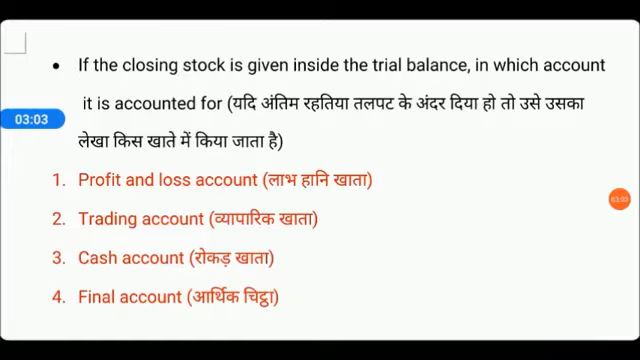 • If the closing stock is given inside the trial balance, in which account
it is accounted for (यदि अंतिम रहतिया तलपट के अंदर दिया हो तो उसे उसका
03:03
लेखा किस खाते में किया जाता है)
1. Profit and loss account (लाभ हानि खाता)
2. Trading account (व्यापारिक खाता)
03:03
3. Cash account (रोकड़ खाता)
4. Final account (आर्थिक चिट्ठा)